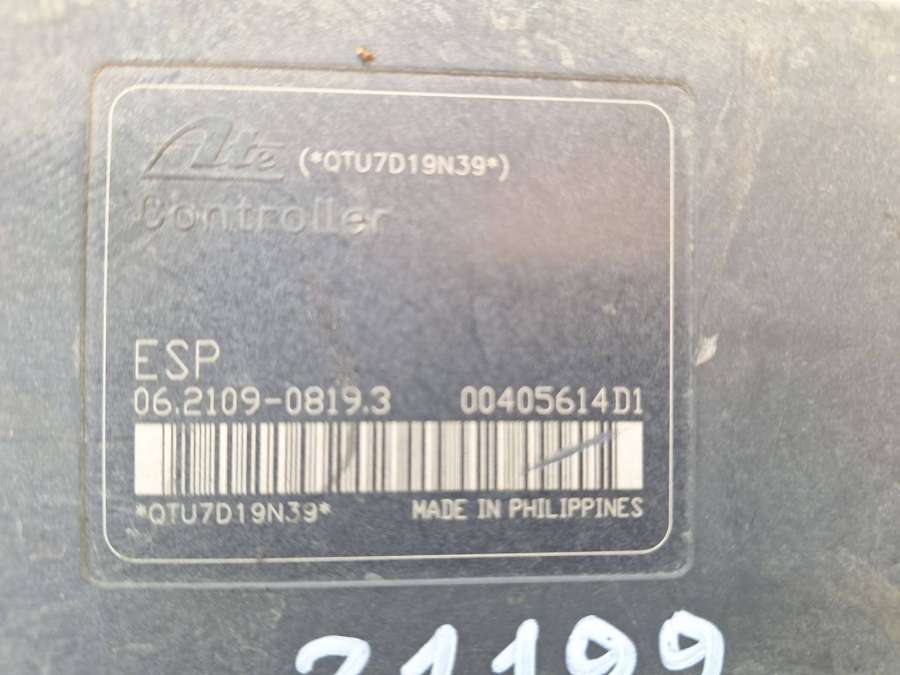 Ate (*QTU7D19N39*)
Controller
ESP
06.2109-0819.3 00405614D1
*QTU7D19N39* MADE IN PHILIPPINES